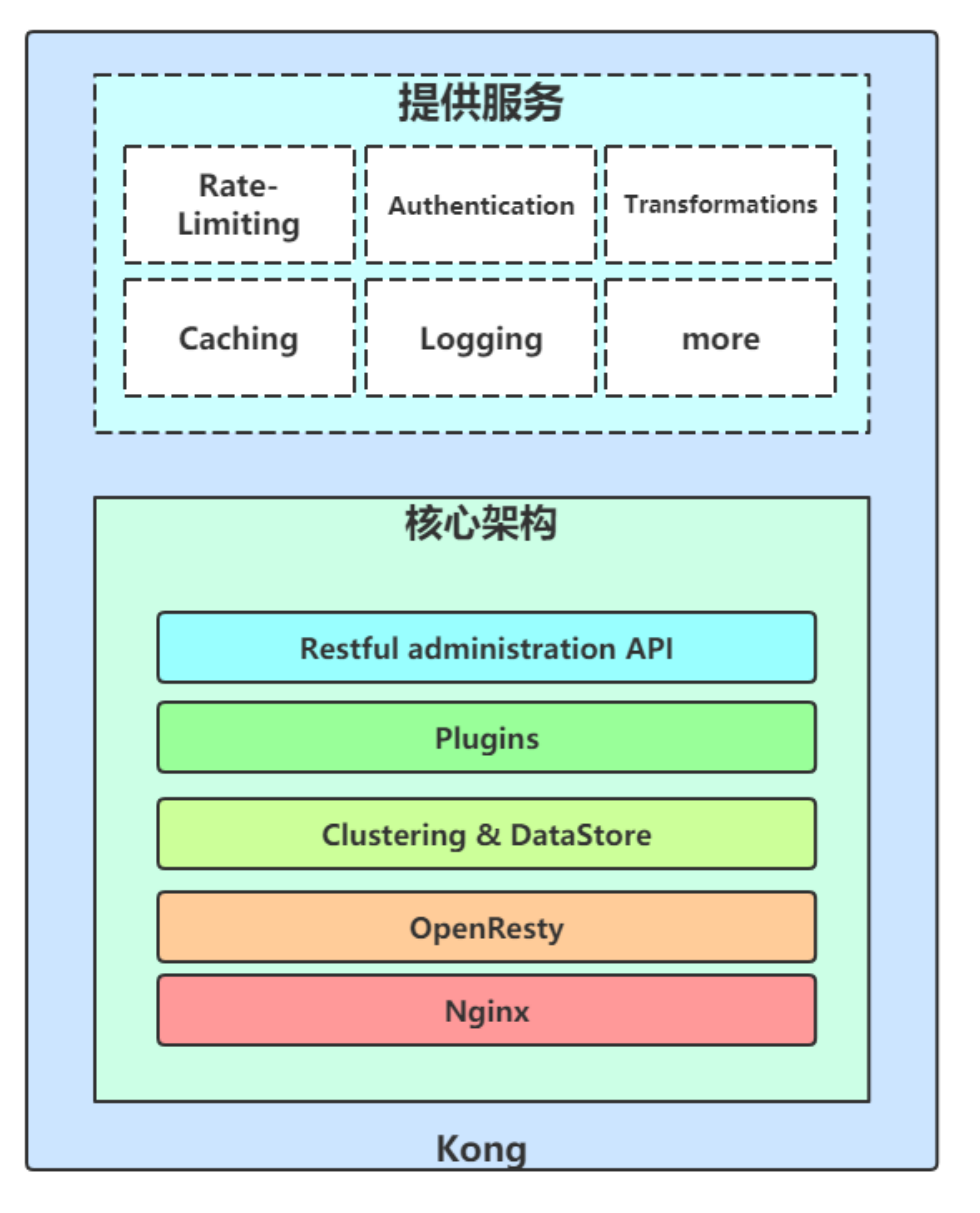 提供服务
Rate-
Limiting
Authentication
Transformations
Caching
Logging
more
核心架构
Restful administration API
Plugins
Clustering & DataStore
OpenResty
Nginx
Kong